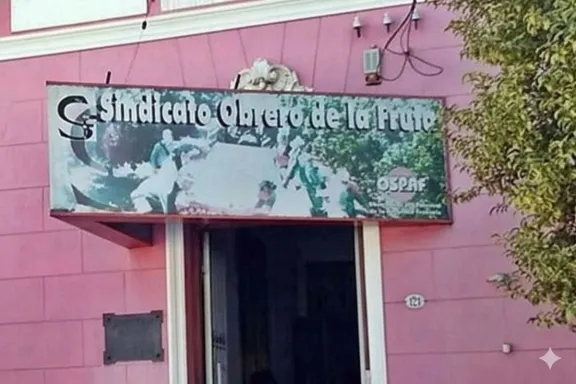 Sindicato Obrero de la Fruta
OSPAF
121